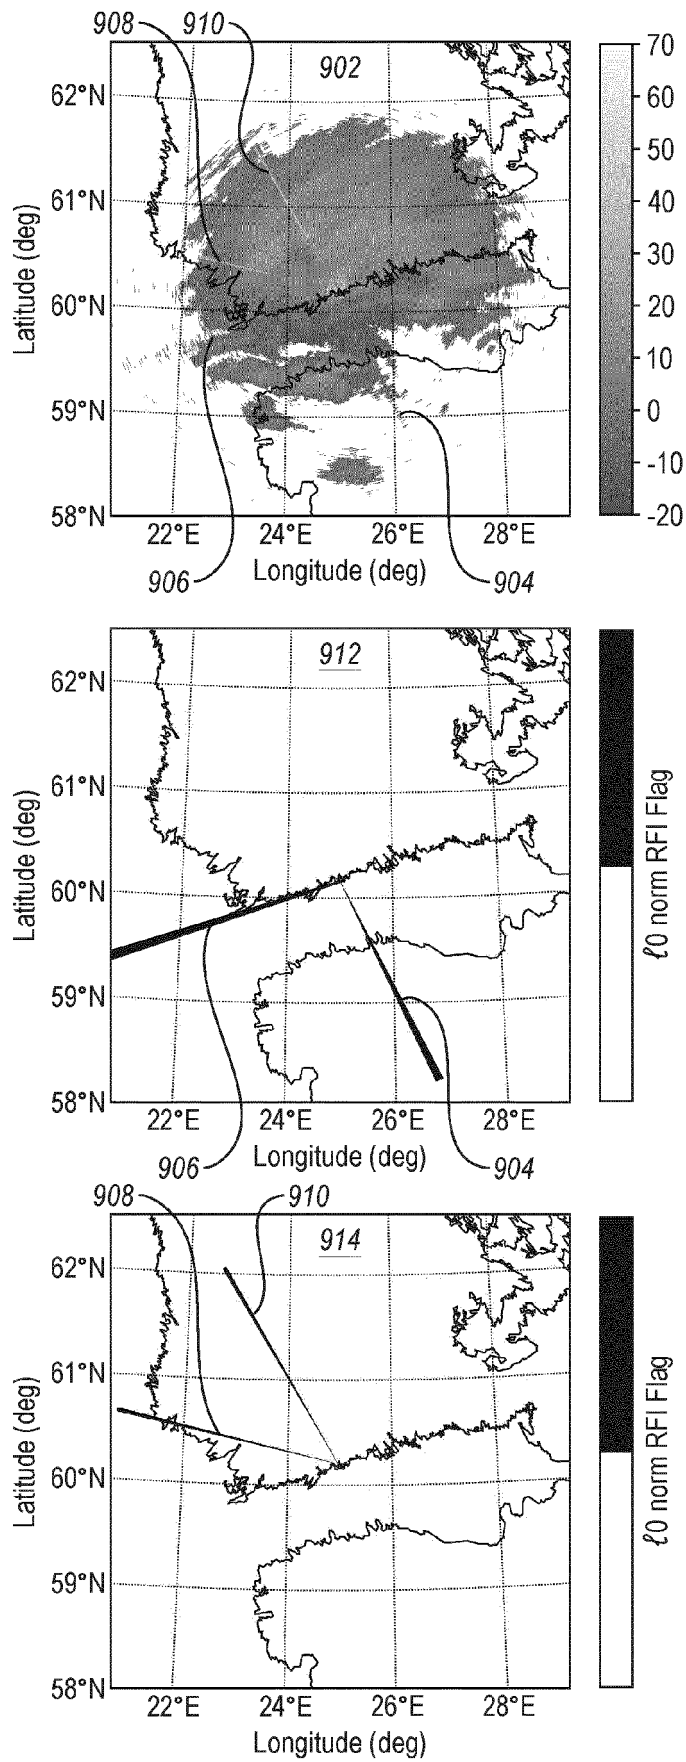 908 910
902
62°N
61°N
60°N
59°N
58°N
Latitude (deg)
22°E 24°E 26°E 28°E
Longitude (deg)
906 904
70
60
50
40
30
20
10
0
-10
-20
912
62°N
61°N
60°N
59°N
58°N
Latitude (deg)
22°E 24°E 26°E 28°E
Longitude (deg)
906 904
ℓ0 norm RFI Flag
908 910
914
62°N
61°N
60°N
59°N
58°N
Latitude (deg)
22°E 24°E 26°E 28°E
Longitude (deg)
ℓ0 norm RFI Flag